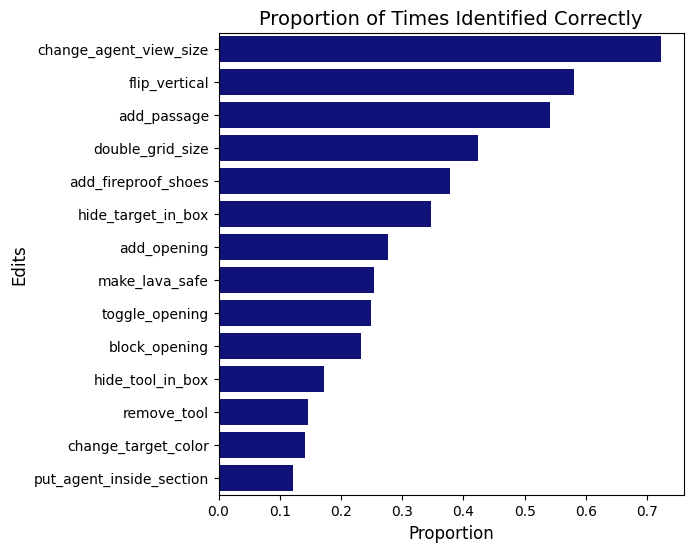 Proportion of Times Identified Correctly
change_agent_view_size
flip_vertical
add_passage
double_grid_size
add_fireproof_shoes
hide_target_in_box
add_opening
make_lava_safe
toggle_opening
block_opening
hide_tool_in_box
remove_tool
change_target_color
put_agent_inside_section
Edits
0.0 0.1 0.2 0.3 0.4 0.5 0.6 0.7
Proportion